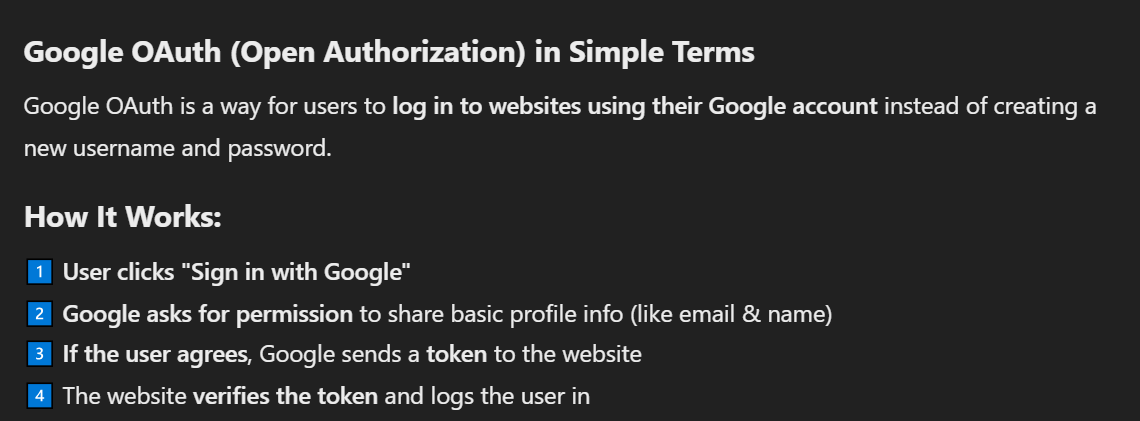 Google OAuth (Open Authorization) in Simple Terms
Google OAuth is a way for users to log in to websites using their Google account instead of creating a
new username and password.
How It Works:
1 User clicks "Sign in with Google"
2 Google asks for permission to share basic profile info (like email & name)
3 If the user agrees, Google sends a token to the website
4 The website verifies the token and logs the user in